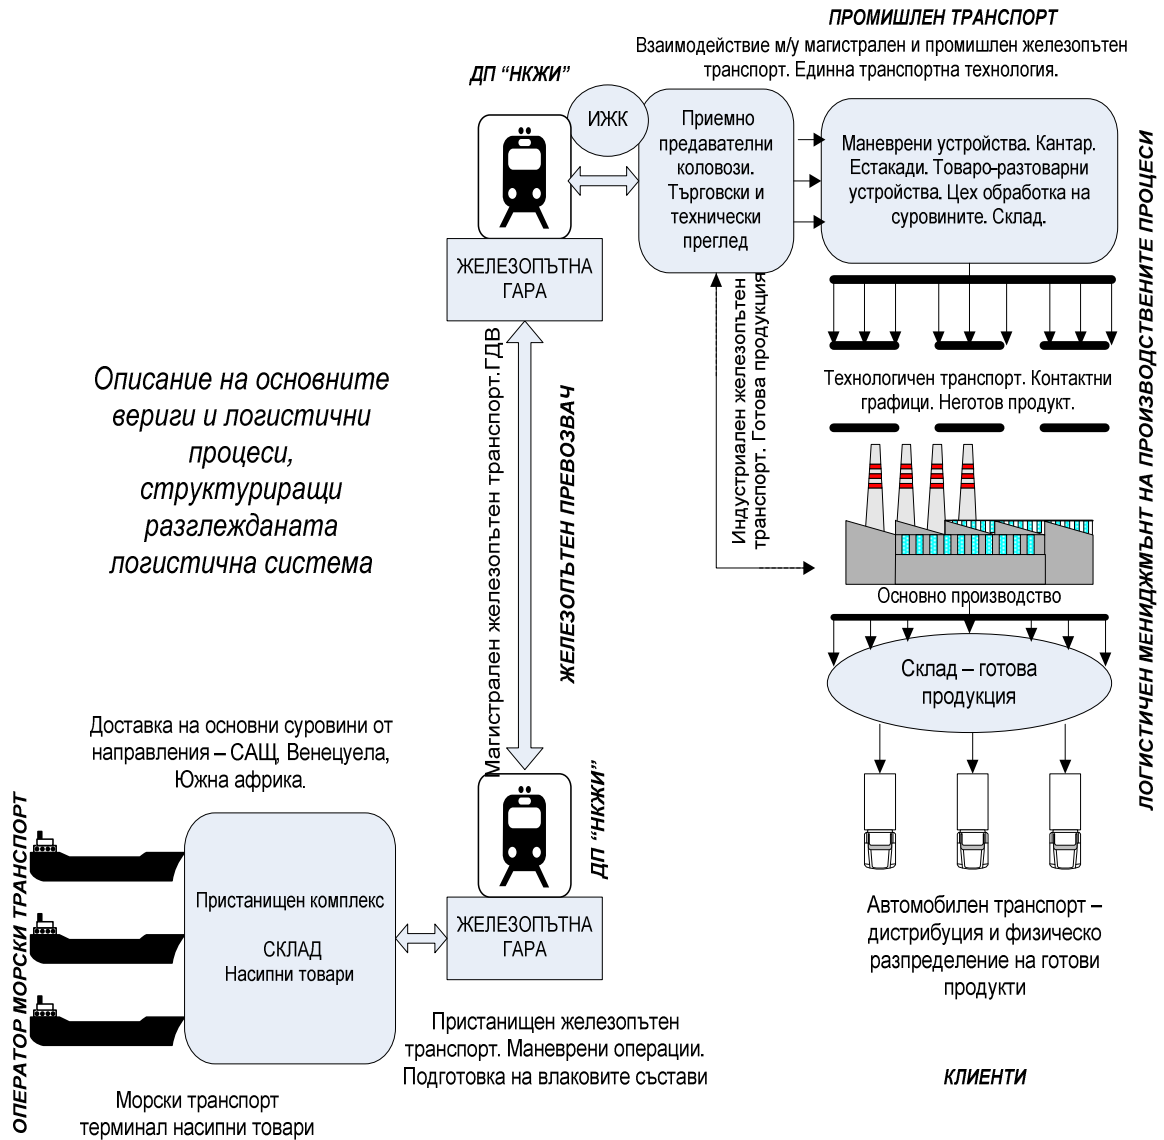 ПРОМИШЛЕН ТРАНСПОРТ
Взаимодействие м/у магистрален и промишлен железопътен
транспорт. Единна транспортна технология.
ДП “НКЖИ”
ИЖК
Приемно
предавателни
коловози.
Търговски и
технически
преглед
Маневрени устройства. Кантар.
Естакади. Товаро-разтоварни
устройства. Цех обработка на
суровините. Склад.
ЖЕЛЕЗОПЪТНА
ГАРА
Технологичен транспорт. Контактни
графици. Неготов продукт.
Индустриален железопътен
транспорт. Готова продукция
Основно производство
Склад – готова
продукция
Автомобилен транспорт –
дистрибуция и физическо
разпределение на готови
продукти
КЛИЕНТИ
ЛОГИСТИЧЕН МЕНИДЖМЪНТ НА ПРОИЗВОДСТВЕНИТЕ ПРОЦЕСИ
Описание на основните
вериги и логистични
процеси,
структуриращи
разглежданата
логистична система
Магистрален железопътен транспорт.ГДВ
ЖЕЛЕЗОПЪТЕН ПРЕВОЗВАЧ
Доставка на основни суровини от
направления – САЩ, Венецуела,
Южна африка.
ДП “НКЖИ”
ЖЕЛЕЗОПЪТНА
ГАРА
Пристанищен комплекс
СКЛАД
Насипни товари
ОПЕРАТОР МОРСКИ ТРАНСПОРТ
Пристанищен железопътен
транспорт. Маневрени операции.
Подготовка на влаковите състави
Морски транспорт
терминал насипни товари